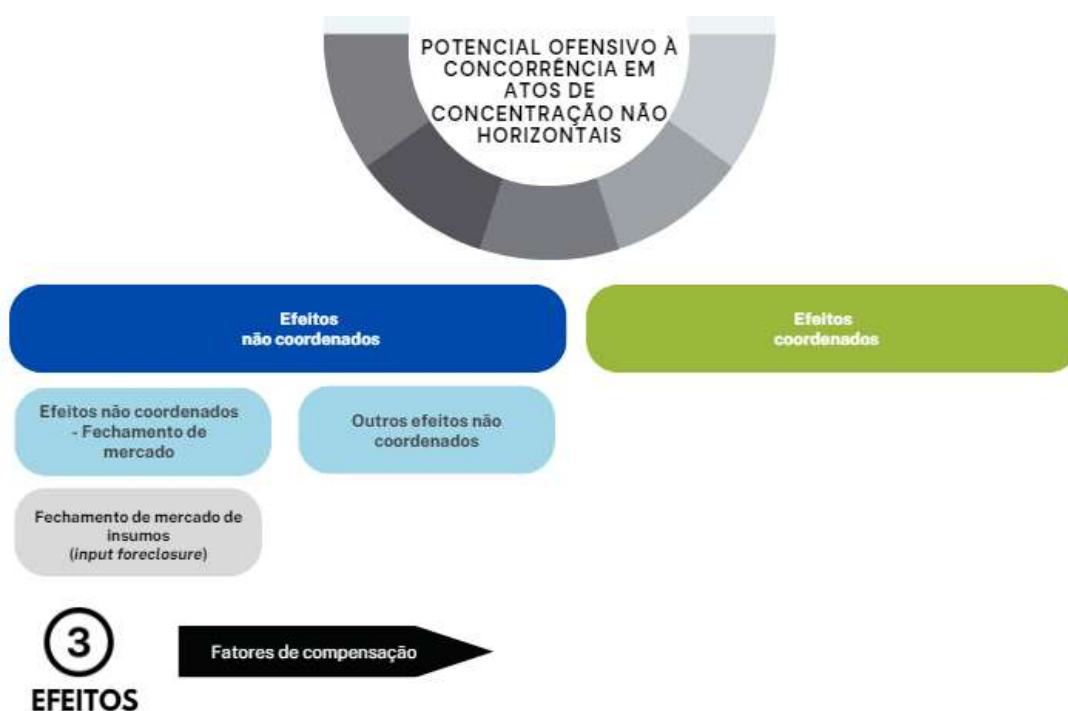 POTENCIAL OFENSIVO À
CONCORRÊNCIA EM
ATOS DE
CONCENTRAÇÃO NÃO
HORIZONTAIS
Efeitos
não coordenados
Efeitos
coordenados
Efeitos não coordenados
- Fechamento de
mercado
Outros efeitos não
coordenados
Fechamento de mercado de
insumos
(input foreclosure)
3
EFEITOS
Fatores de compensação